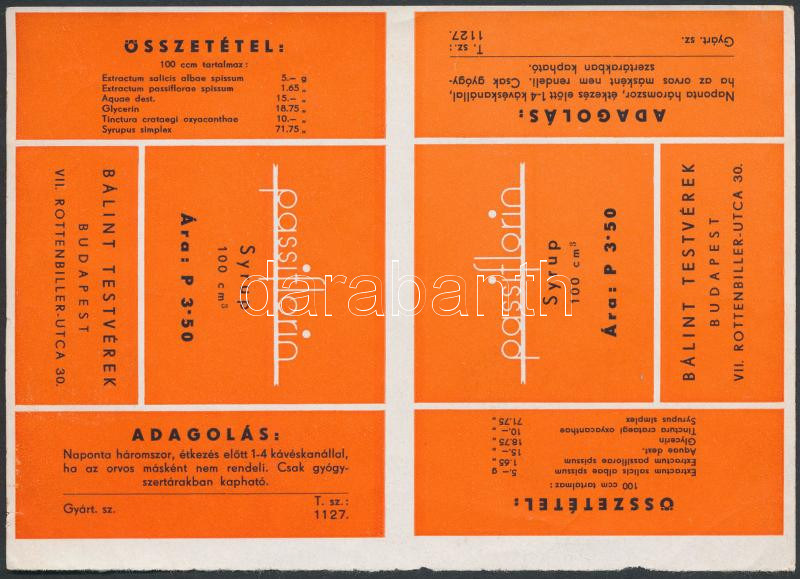 ÖSSZETÉTEL:
100 ccm tartalmaz:
Extractum salicis albae spissum 5.— g
Extractum passiflorae spissum 1.65 „
Aquae dest. 15.— „
Glycerin 18.75 „
Tinctura crataegi oxyacanthae 10.— „
Syrupus simplex 71.75 „
BÁLINT TESTVÉREK
BUDAPEST
VII. ROTTENBILLER-UTCA 30.
passiflorin
Syrup
100 cm³
Ára: P 3·50
ADAGOLÁS:
Naponta háromszor, étkezés előtt 1-4 kávéskanállal,
ha az orvos másként nem rendeli. Csak gyógy-
szertárakban kapható.
Gyárt. sz. T. sz.:
1127.
ADAGOLÁS:
Naponta háromszor, étkezés előtt 1-4 kávéskanállal,
ha az orvos másként nem rendeli. Csak gyógy-
szertárakban kapható.
Gyárt. sz. T. sz.:
1127.
passiflorin
Syrup
100 cm³
Ára: P 3·50
BÁLINT TESTVÉREK
BUDAPEST
VII. ROTTENBILLER-UTCA 30.
ÖSSZETÉTEL:
100 ccm tartalmaz:
Extractum salicis albae spissum 5.— g
Extractum passiflorae spissum 1.65 „
Aquae dest. 15.— „
Glycerin 18.75 „
Tinctura crataegi oxyacanthae 10.— „
Syrupus simplex 71.75 „
darabanth